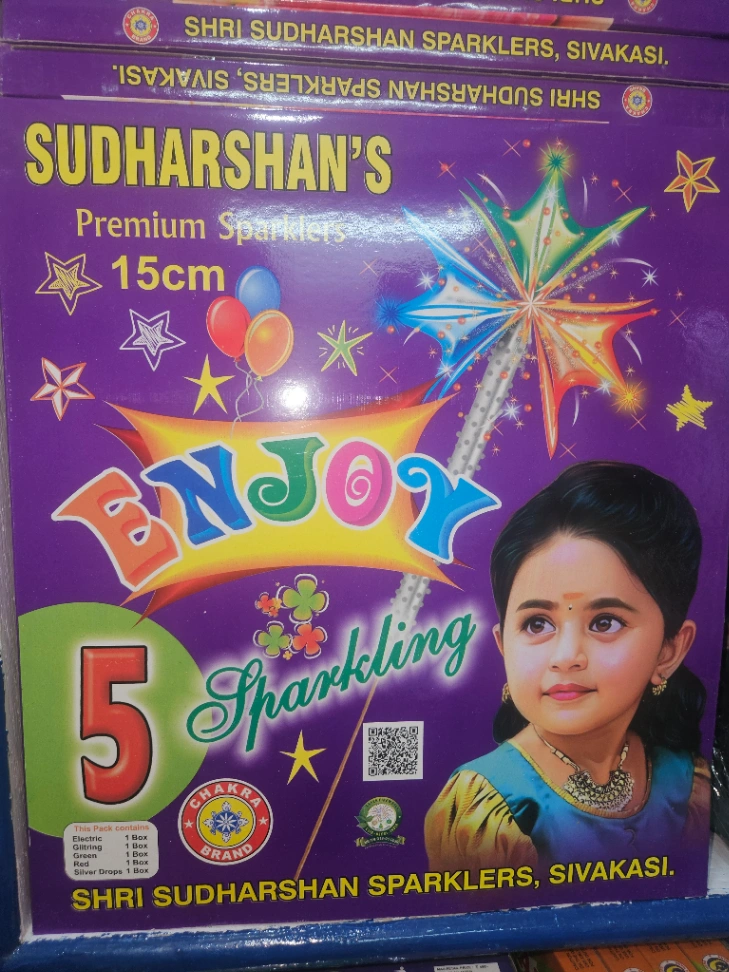 SHRI SUDHARSHAN SPARKLERS, SIVAKASI.
SHRI SUDHARSHAN SPARKLERS, SIVAKASI.
SUDHARSHAN'S
Premium Sparklers
15cm
ENJOY
Sparkling
5
CHAKRA
BRAND
This Pack contains
Electric 1 Box
Glitring 1 Box
Green 1 Box
Red 1 Box
Silver Drops 1 Box
SHRI SUDHARSHAN SPARKLERS, SIVAKASI.